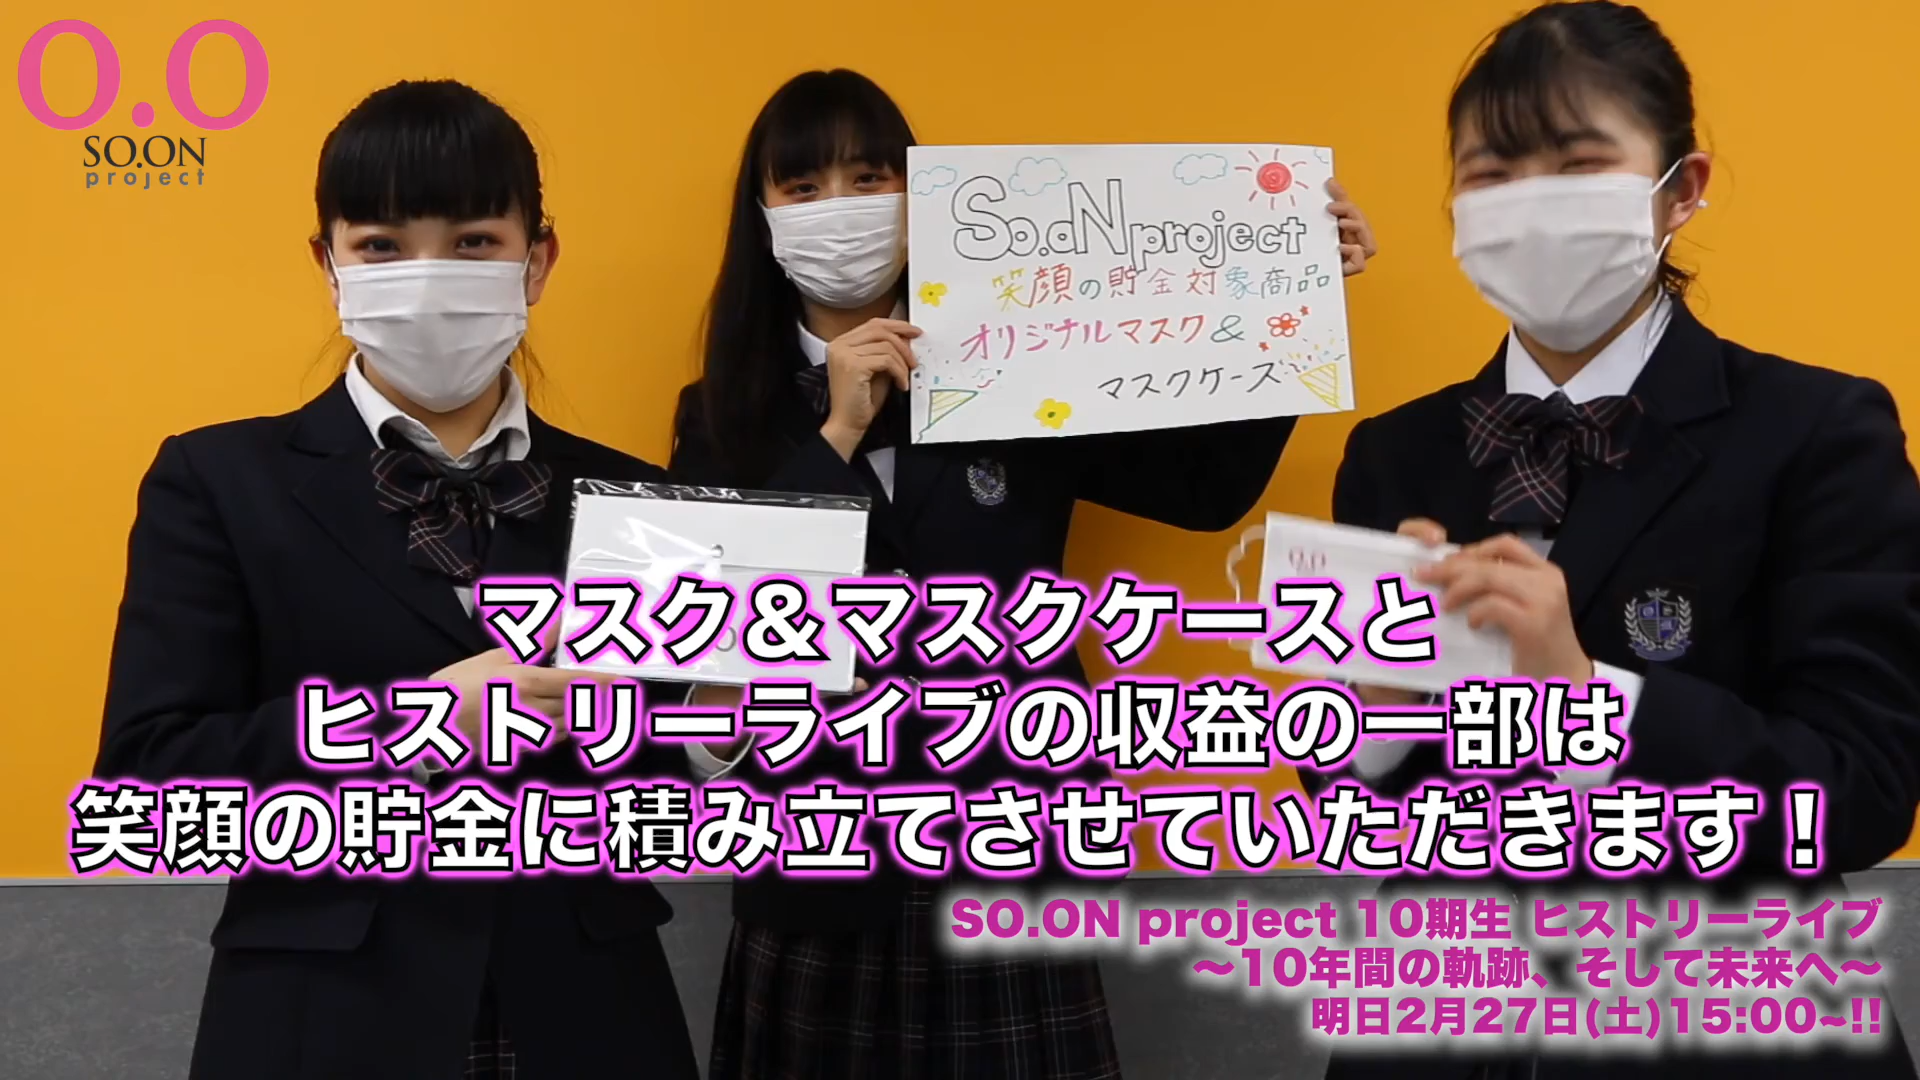 O.O
SO.ON
project
So.oNproject
笑顔の貯金対象商品
オリジナルマスク&
マスクケース
O.O
マスク&マスクケースと
ヒストリーライブの収益の一部は
笑顔の貯金に積み立てさせていただきます！
SO.ON project 10期生 ヒストリーライブ
～10年間の軌跡、そして未来へ～
明日2月27日(土)15:00~!!